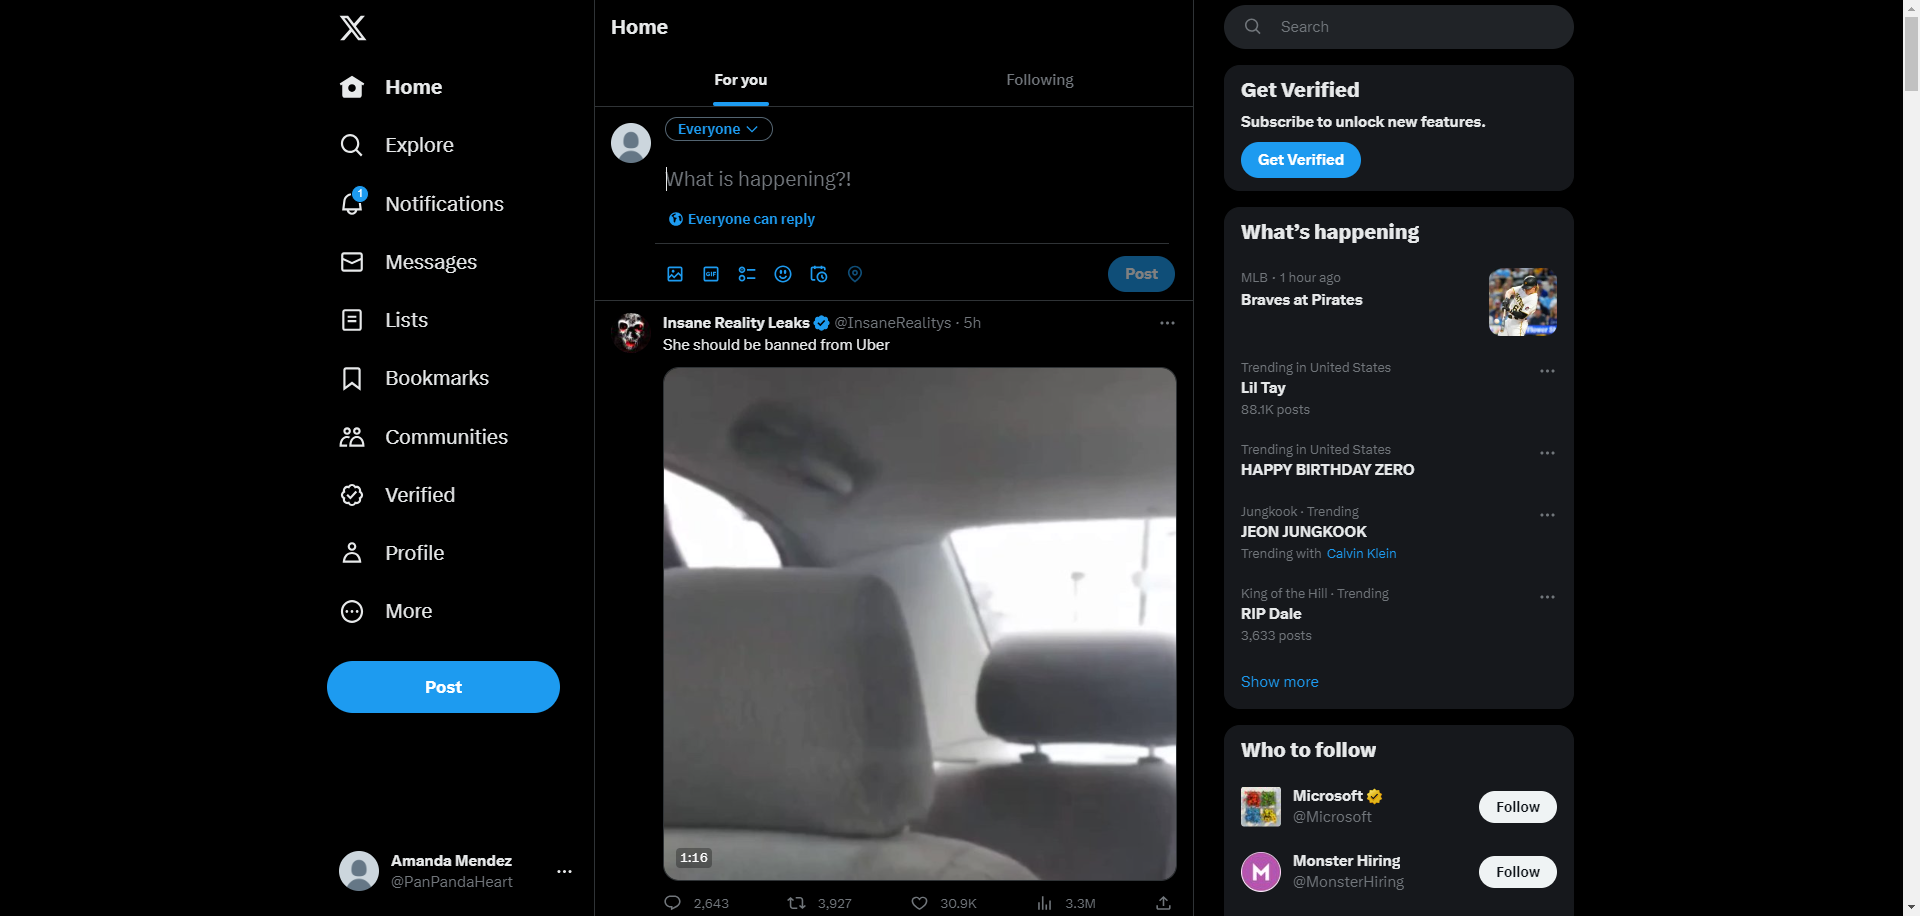 Home
Explore
1
Notifications
Messages
Lists
Bookmarks
Communities
Verified
Profile
More
Post
Amanda Mendez
@PanPandaHeart
Home
For you
Following
Everyone
What is happening?!
Everyone can reply
GIF
Post
Insane Reality Leaks @InsaneRealitys · 5h
She should be banned from Uber
1:16
2,643
3,927
30.9K
3.3M
Search
Get Verified
Subscribe to unlock new features.
Get Verified
What’s happening
MLB · 1 hour ago
Braves at Pirates
Trending in United States
Lil Tay
88.1K posts
Trending in United States
HAPPY BIRTHDAY ZERO
Jungkook · Trending
JEON JUNGKOOK
Trending with Calvin Klein
King of the Hill · Trending
RIP Dale
3,633 posts
Show more
Who to follow
Microsoft
@Microsoft
Follow
M
Monster Hiring
@MonsterHiring
Follow